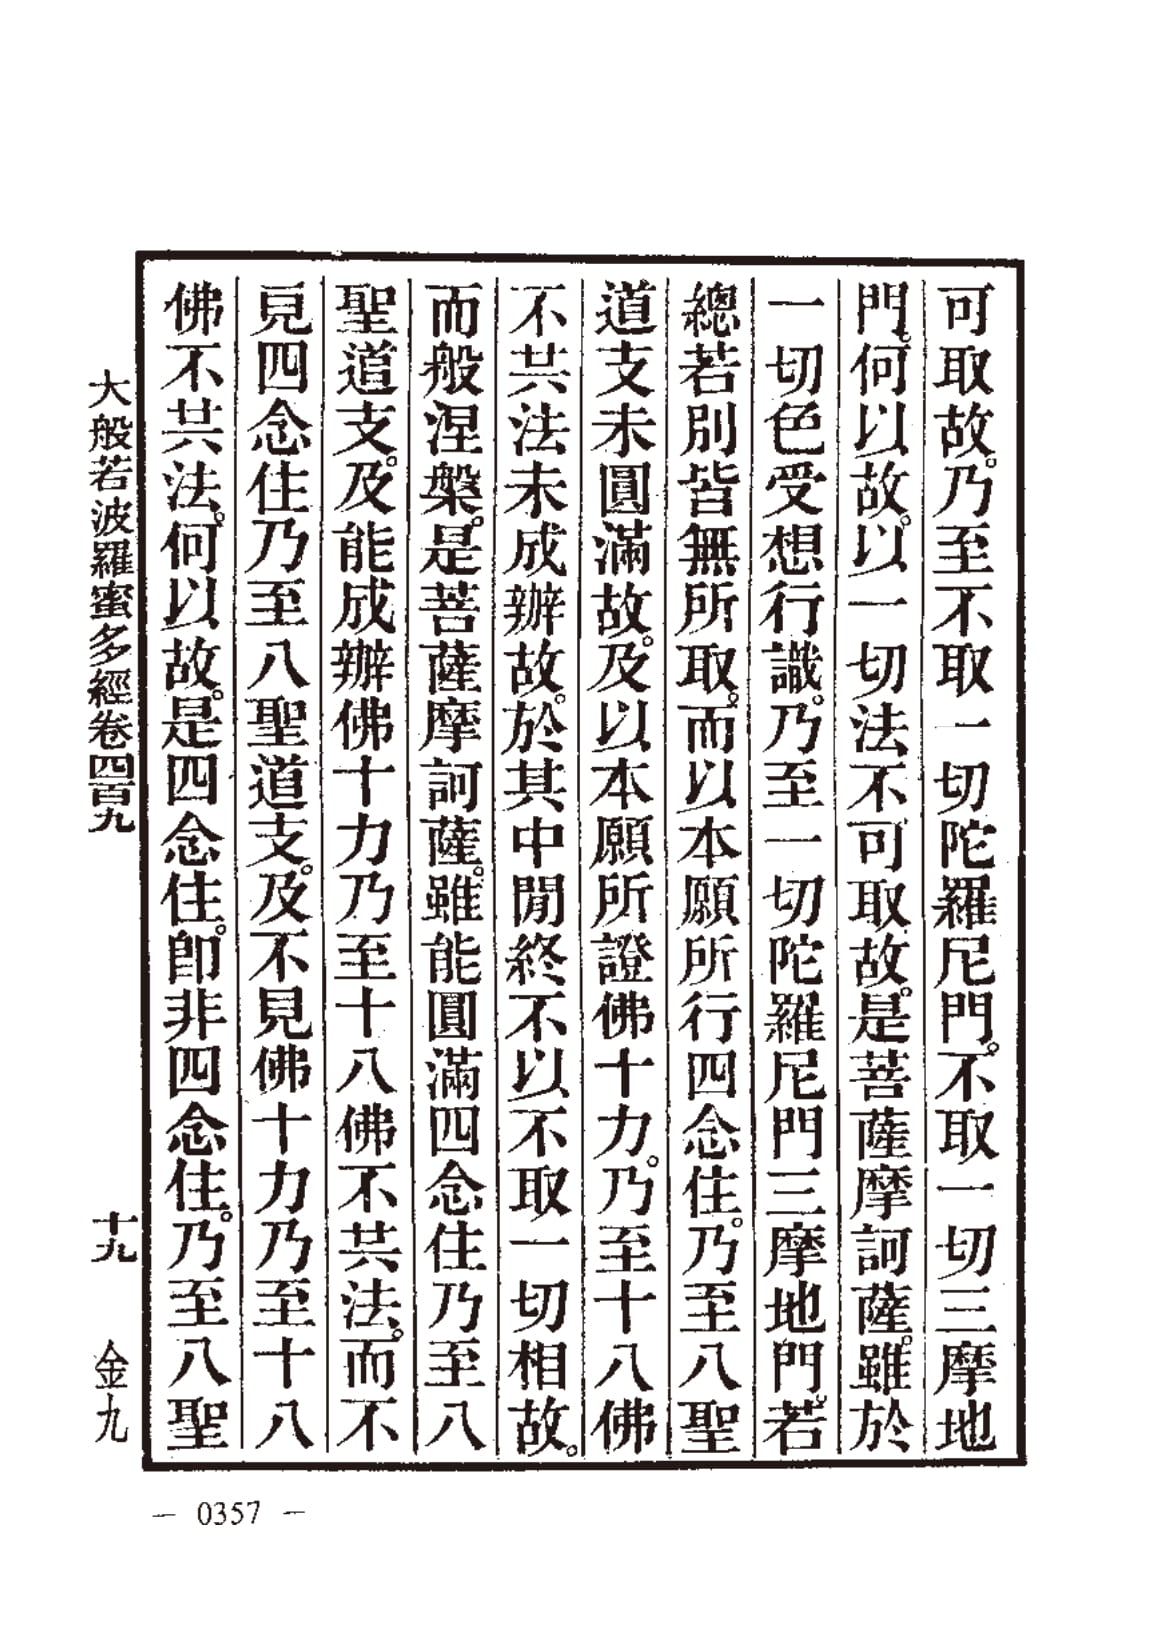 可取故。乃至不取一切陀羅尼門。不取一切三摩地
門。何以故。以一切法不可取故。是菩薩摩訶薩。雖於
一切色受想行識。乃至一切陀羅尼門三摩地門。若
總若別皆無所取。而以本願所行四念住。乃至八聖
道支未圓滿故。及以本願所證佛十力。乃至十八佛
不共法未成辦故。於其中閒終不以不取一切相故。
而般涅槃。是菩薩摩訶薩。雖能圓滿四念住乃至八
聖道支。及能成辦佛十力乃至十八佛不共法。而不
見四念住乃至八聖道支。及不見佛十力乃至十八
佛不共法。何以故。是四念住。即非四念住。乃至八聖
大般若波羅蜜多經卷四百九 十九 金九
— 0357 —